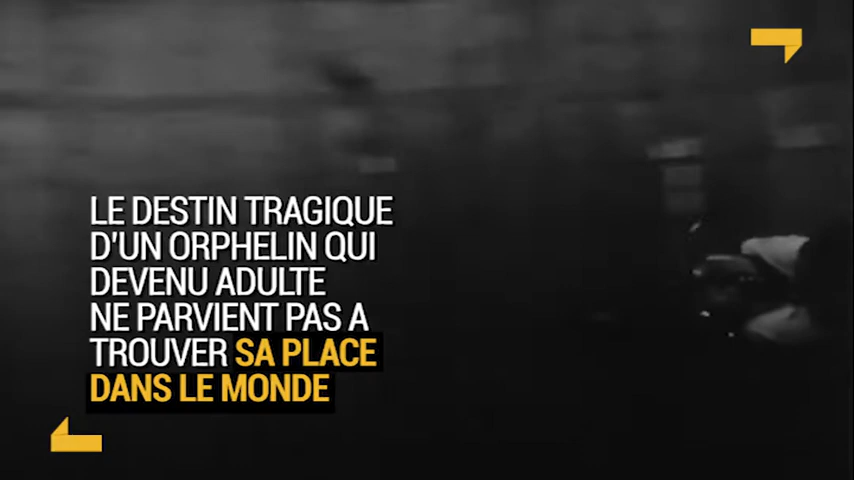 LE DESTIN TRAGIQUE
D'UN ORPHELIN QUI
DEVENU ADULTE
NE PARVIENT PAS A
TROUVER SA PLACE
DANS LE MONDE